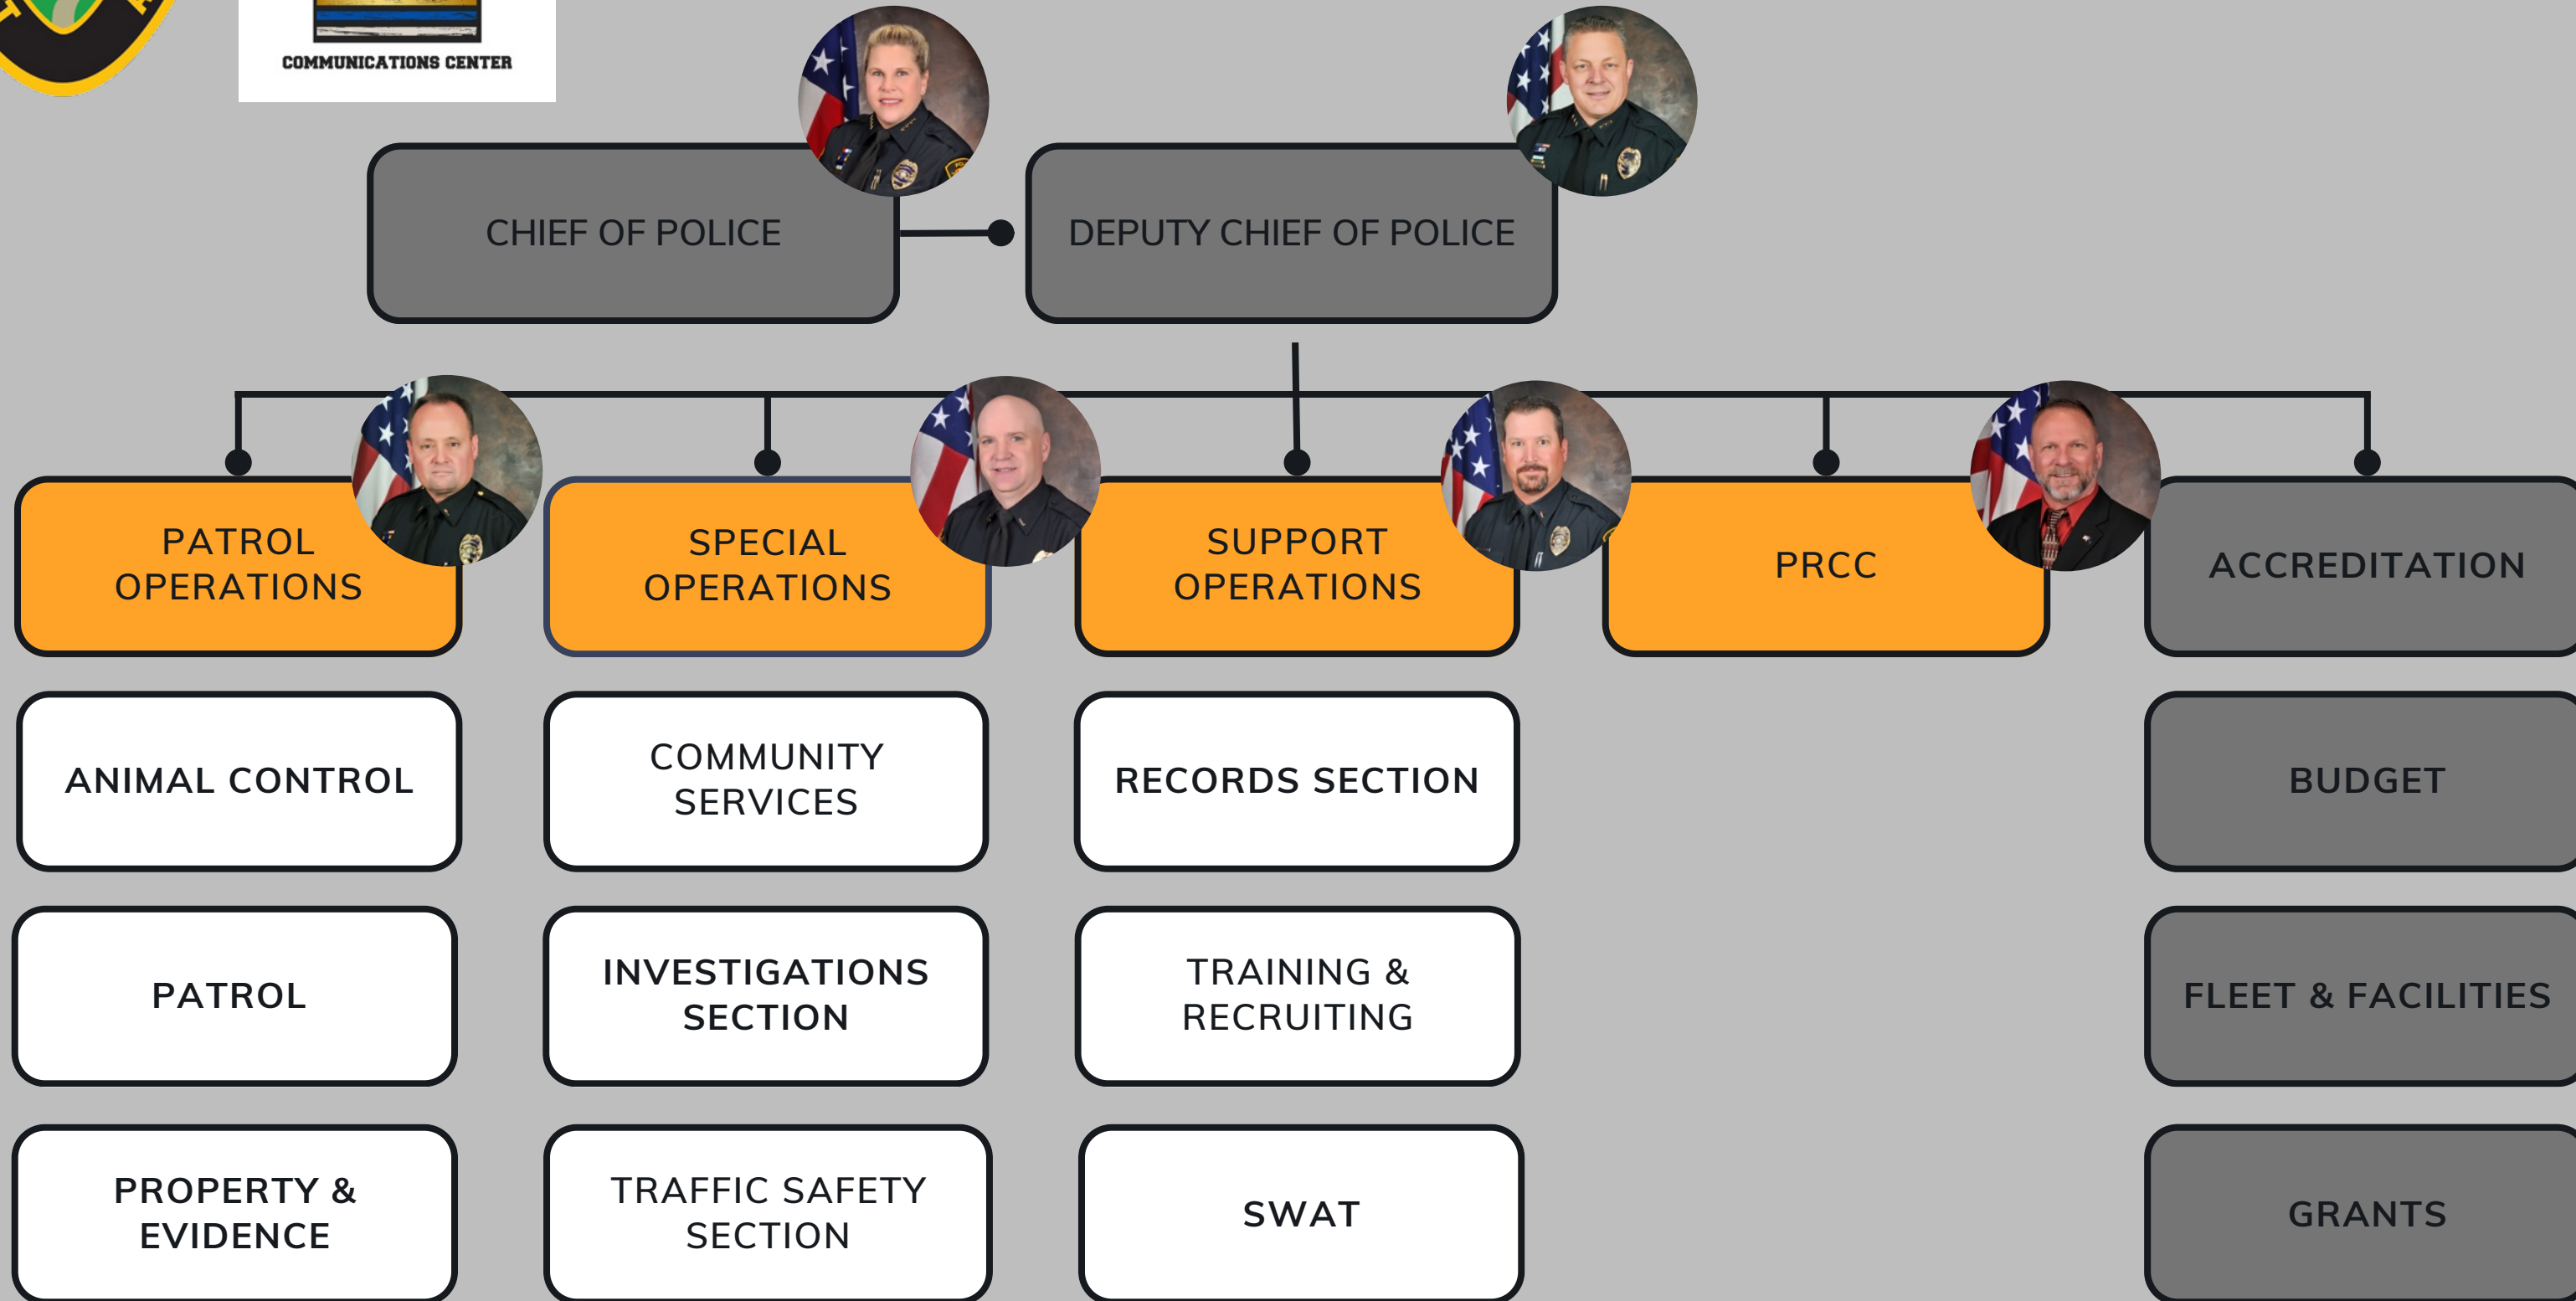 COMMUNICATIONS CENTER
CHIEF OF POLICE
DEPUTY CHIEF OF POLICE
PATROL
OPERATIONS
SPECIAL
OPERATIONS
SUPPORT
OPERATIONS
PRCC
ACCREDITATION
ANIMAL CONTROL
COMMUNITY
SERVICES
RECORDS SECTION
BUDGET
PATROL
INVESTIGATIONS
SECTION
TRAINING &
RECRUITING
FLEET & FACILITIES
PROPERTY &
EVIDENCE
TRAFFIC SAFETY
SECTION
SWAT
GRANTS